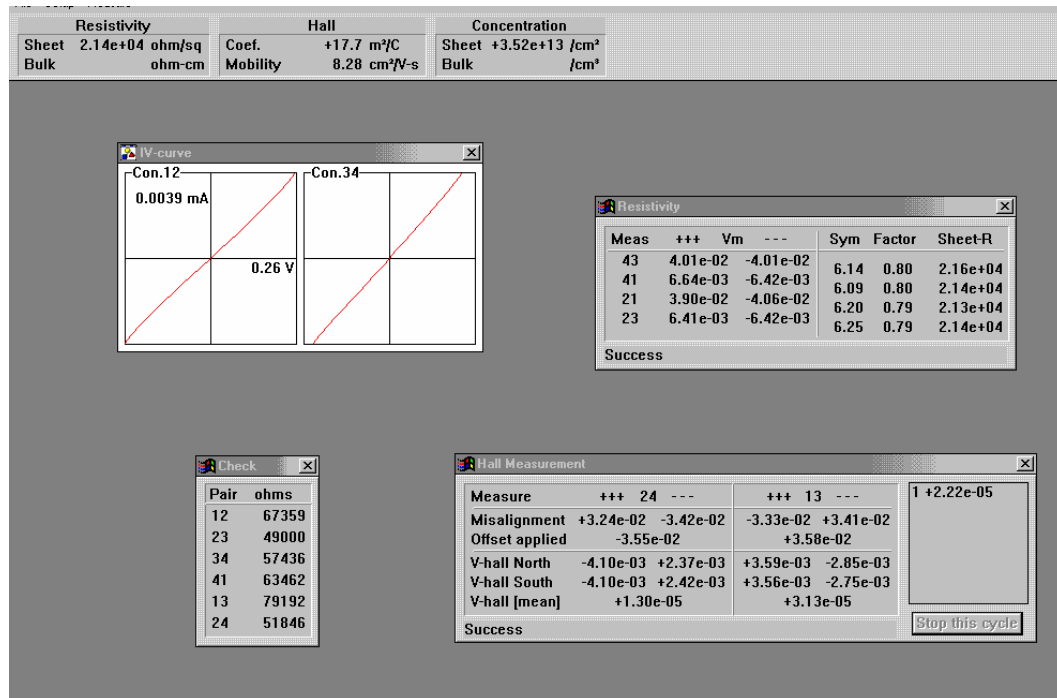 Resistivity Hall Concentration
Sheet 2.14e+04 ohm/sq Coef. +17.7 m²/C Sheet +3.52e+13 /cm²
Bulk ohm-cm Mobility 8.28 cm²/V-s Bulk /cm³
IV-curve
Con.12 Con.34
0.0039 mA
0.26 V
Resistivity
Meas +++ Vm --- Sym Factor Sheet-R
43 4.01e-02 -4.01e-02
6.14 0.80 2.16e+04
41 6.64e-03 -6.42e-03
6.09 0.80 2.14e+04
21 3.90e-02 -4.06e-02
6.20 0.79 2.13e+04
23 6.41e-03 -6.42e-03
6.25 0.79 2.14e+04
Success
Check
Pair ohms
12 67359
23 49000
34 57436
41 63462
13 79192
24 51846
Hall Measurement
Measure +++ 24 --- +++ 13 --- 1 +2.22e-05
Misalignment +3.24e-02 -3.42e-02 -3.33e-02 +3.41e-02
Offset applied -3.55e-02 +3.58e-02
V-hall North -4.10e-03 +2.37e-03 +3.59e-03 -2.85e-03
V-hall South -4.10e-03 +2.42e-03 +3.56e-03 -2.75e-03
V-hall [mean] +1.30e-05 +3.13e-05
Success
Stop this cycle